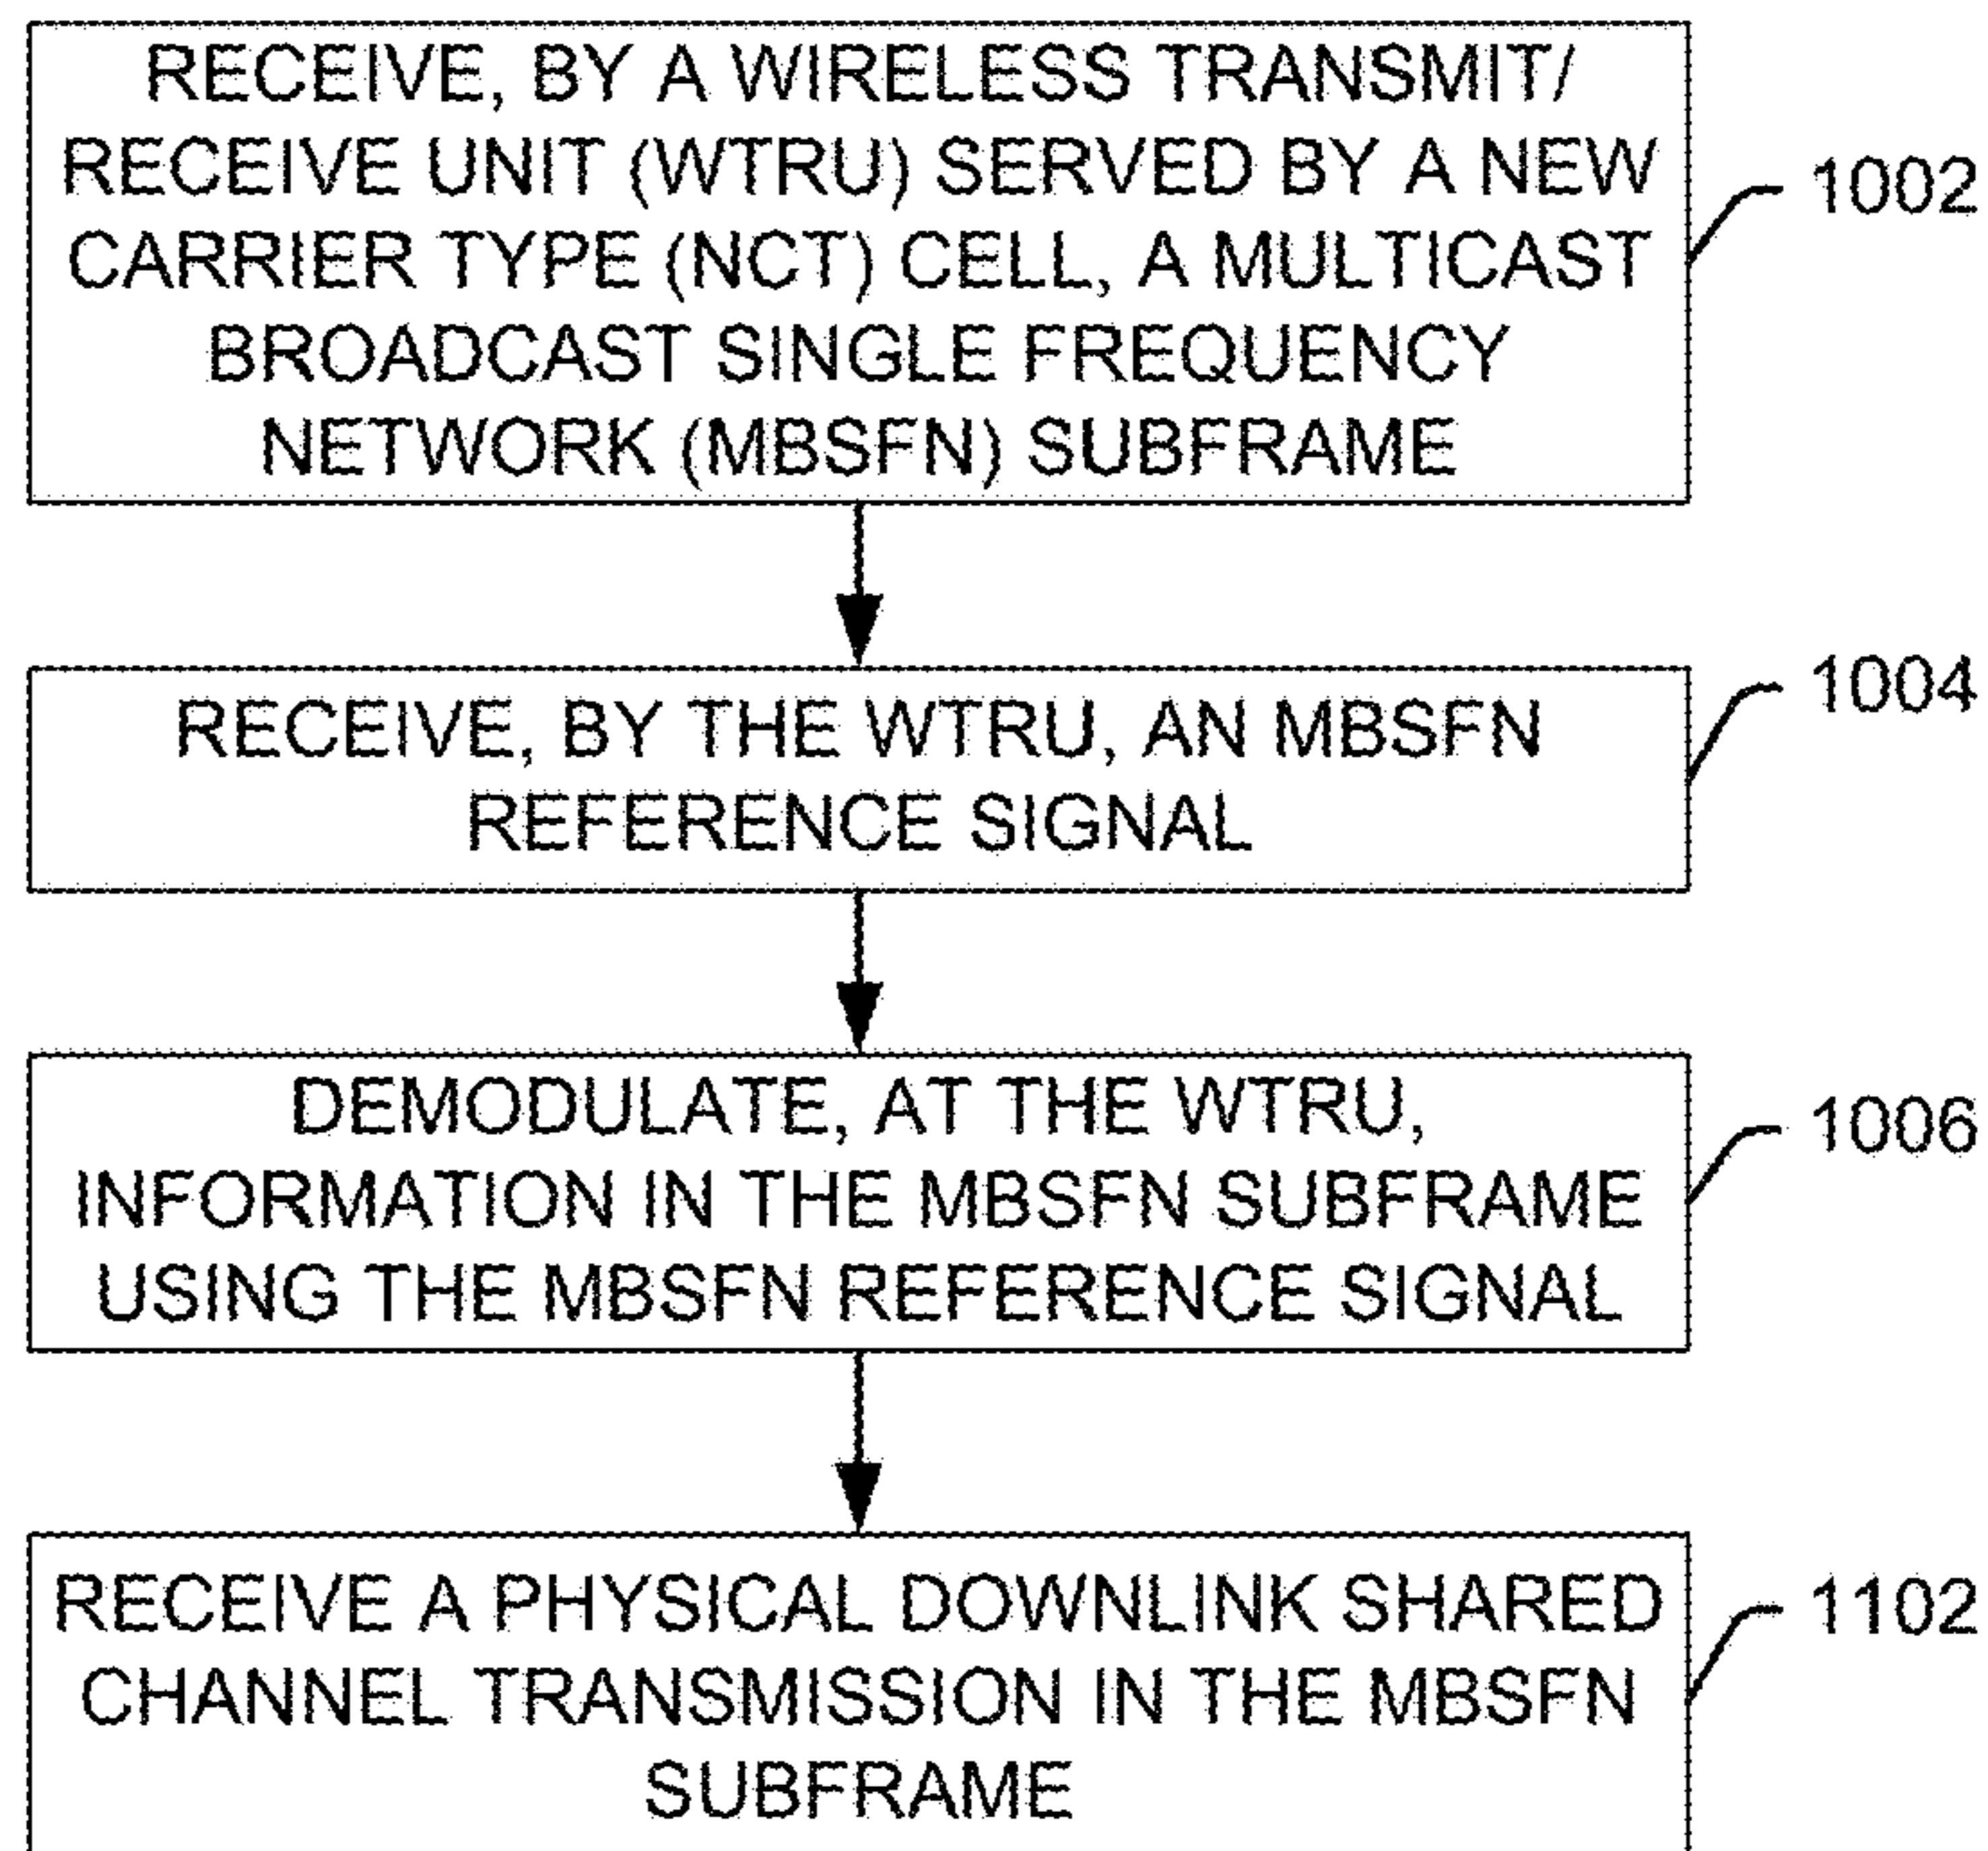 RECEIVE, BY A WIRELESS TRANSMIT/
RECEIVE UNIT (WTRU) SERVED BY A NEW
CARRIER TYPE (NCT) CELL, A MULTICAST
BROADCAST SINGLE FREQUENCY
NETWORK (MBSFN) SUBFRAME
1002
RECEIVE, BY THE WTRU, AN MBSFN
REFERENCE SIGNAL
1004
DEMODULATE, AT THE WTRU,
INFORMATION IN THE MBSFN SUBFRAME
USING THE MBSFN REFERENCE SIGNAL
1006
RECEIVE A PHYSICAL DOWNLINK SHARED
CHANNEL TRANSMISSION IN THE MBSFN
SUBFRAME
1102